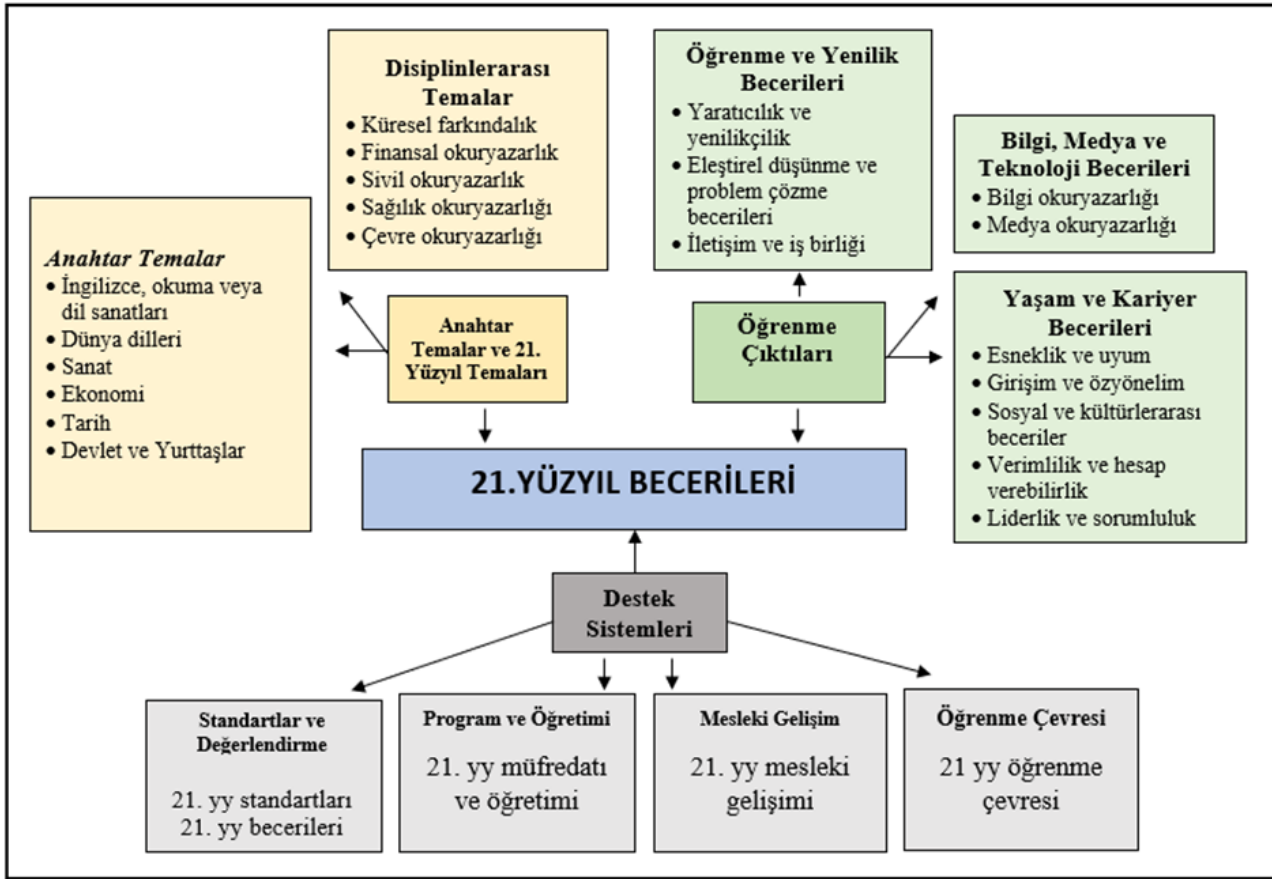 Disiplinlerarası
Temalar
• Küresel farkındalık
• Finansal okuryazarlık
• Sivil okuryazarlık
• Sağılık okuryazarlığı
• Çevre okuryazarlığı
Öğrenme ve Yenilik
Becerileri
• Yaratıcılık ve
yenilikçilik
• Eleştirel düşünme ve
problem çözme
becerileri
• İletişim ve iş birliği
Bilgi, Medya ve
Teknoloji Becerileri
• Bilgi okuryazarlığı
• Medya okuryazarlığı
Anahtar Temalar
• İngilizce, okuma veya
dil sanatları
• Dünya dilleri
• Sanat
• Ekonomi
• Tarih
• Devlet ve Yurttaşlar
Anahtar
Temalar ve 21.
Yüzyıl Temaları
Öğrenme
Çıktıları
Yaşam ve Kariyer
Becerileri
• Esneklik ve uyum
• Girişim ve özyönelim
• Sosyal ve kültürlerarası
beceriler
• Verimlilik ve hesap
verebilirlik
• Liderlik ve sorumluluk
21.YÜZYIL BECERİLERİ
Destek
Sistemleri
Standartlar ve
Değerlendirme
21. yy standartları
21. yy becerileri
Program ve Öğretimi
21. yy müfredatı
ve öğretimi
Mesleki Gelişim
21. yy mesleki
gelişimi
Öğrenme Çevresi
21 yy öğrenme
çevresi